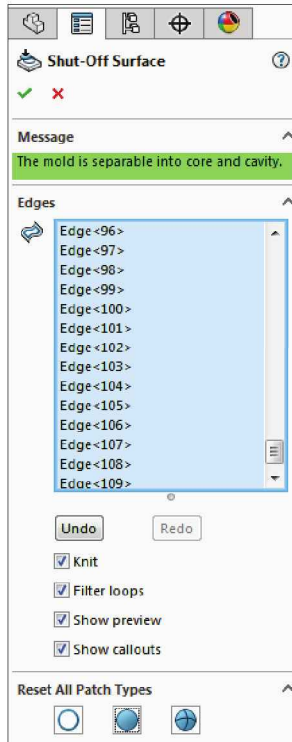 Shut-Off Surface
Message
The mold is separable into core and cavity.
Edges
Edge<96>
Edge<97>
Edge<98>
Edge<99>
Edge<100>
Edge<101>
Edge<102>
Edge<103>
Edge<104>
Edge<105>
Edge<106>
Edge<107>
Edge<108>
Edge<109>
Undo Redo
Knit
Filter loops
Show preview
Show callouts
Reset All Patch Types